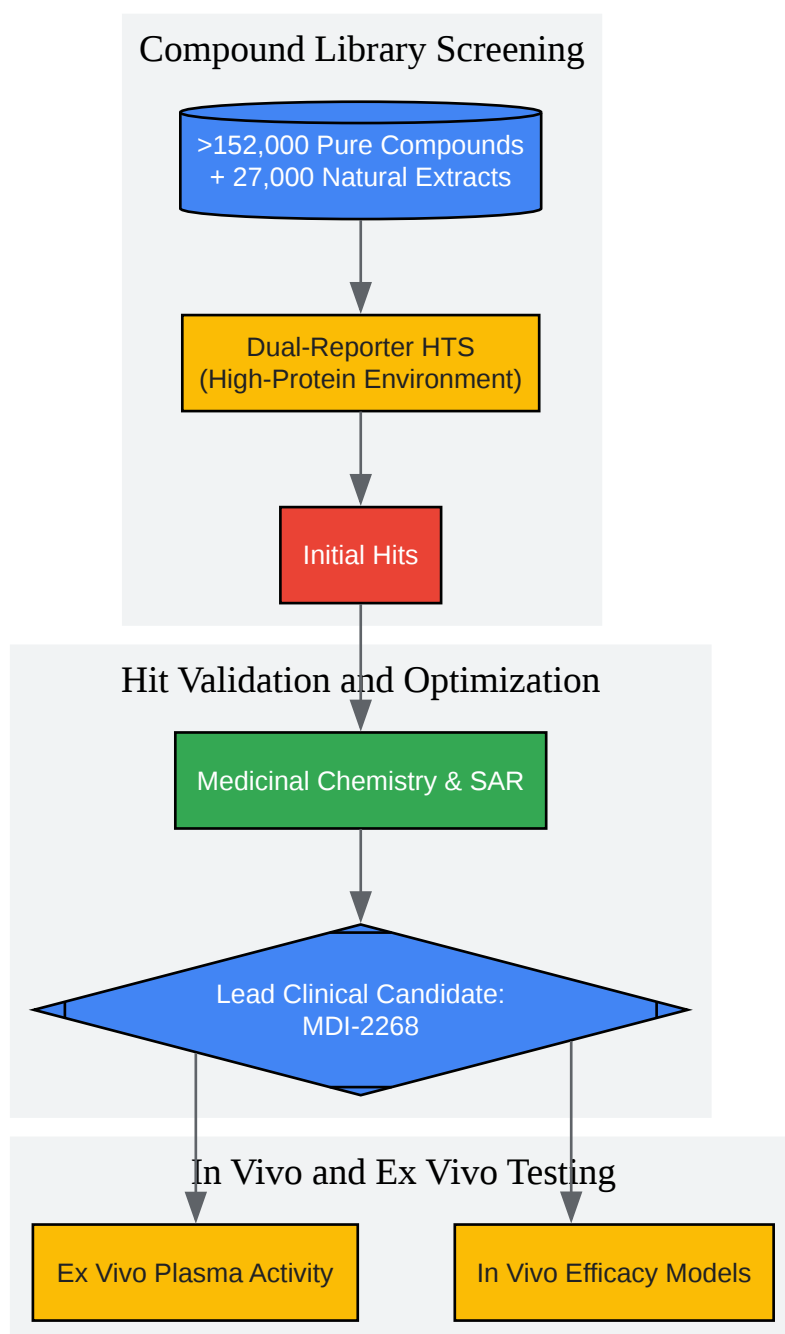 Compound Library Screening
>152,000 Pure Compounds
+ 27,000 Natural Extracts
Dual-Reporter HTS
(High-Protein Environment)
Initial Hits
Hit Validation and Optimization
Medicinal Chemistry & SAR
Lead Clinical Candidate:
MDI-2268
In Vivo and Ex Vivo Testing
Ex Vivo Plasma Activity
In Vivo Efficacy Models